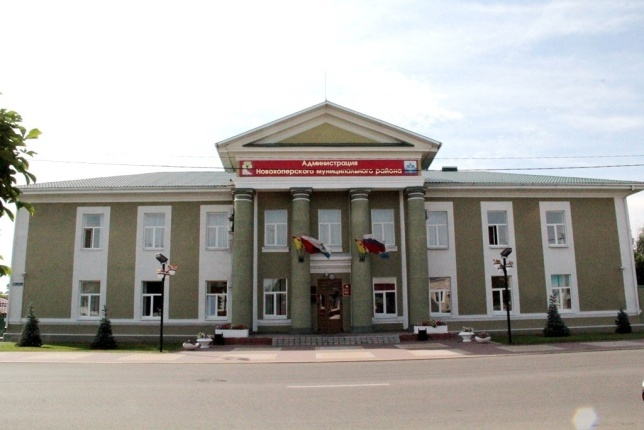 Администрация
Новохоперского муниципального района